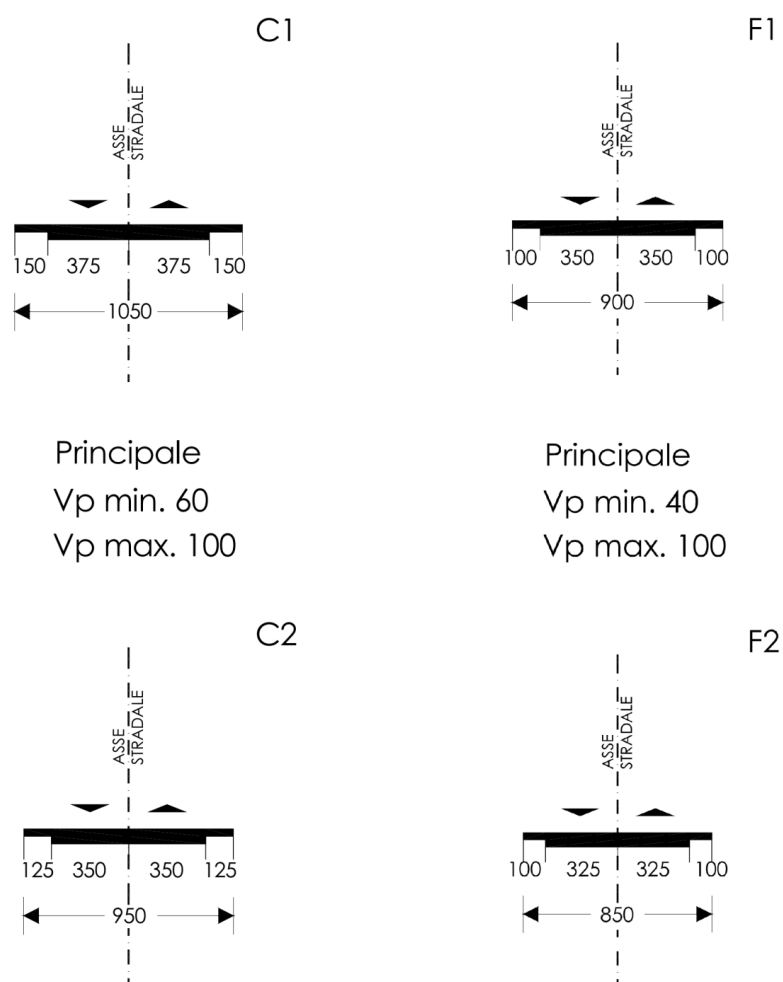 C1
ASSE
STRADALE
150 375 375 150
1050
Principale
Vp min. 60
Vp max. 100
F1
ASSE
STRADALE
100 350 350 100
900
Principale
Vp min. 40
Vp max. 100
C2
ASSE
STRADALE
125 350 350 125
950
F2
ASSE
STRADALE
100 325 325 100
850